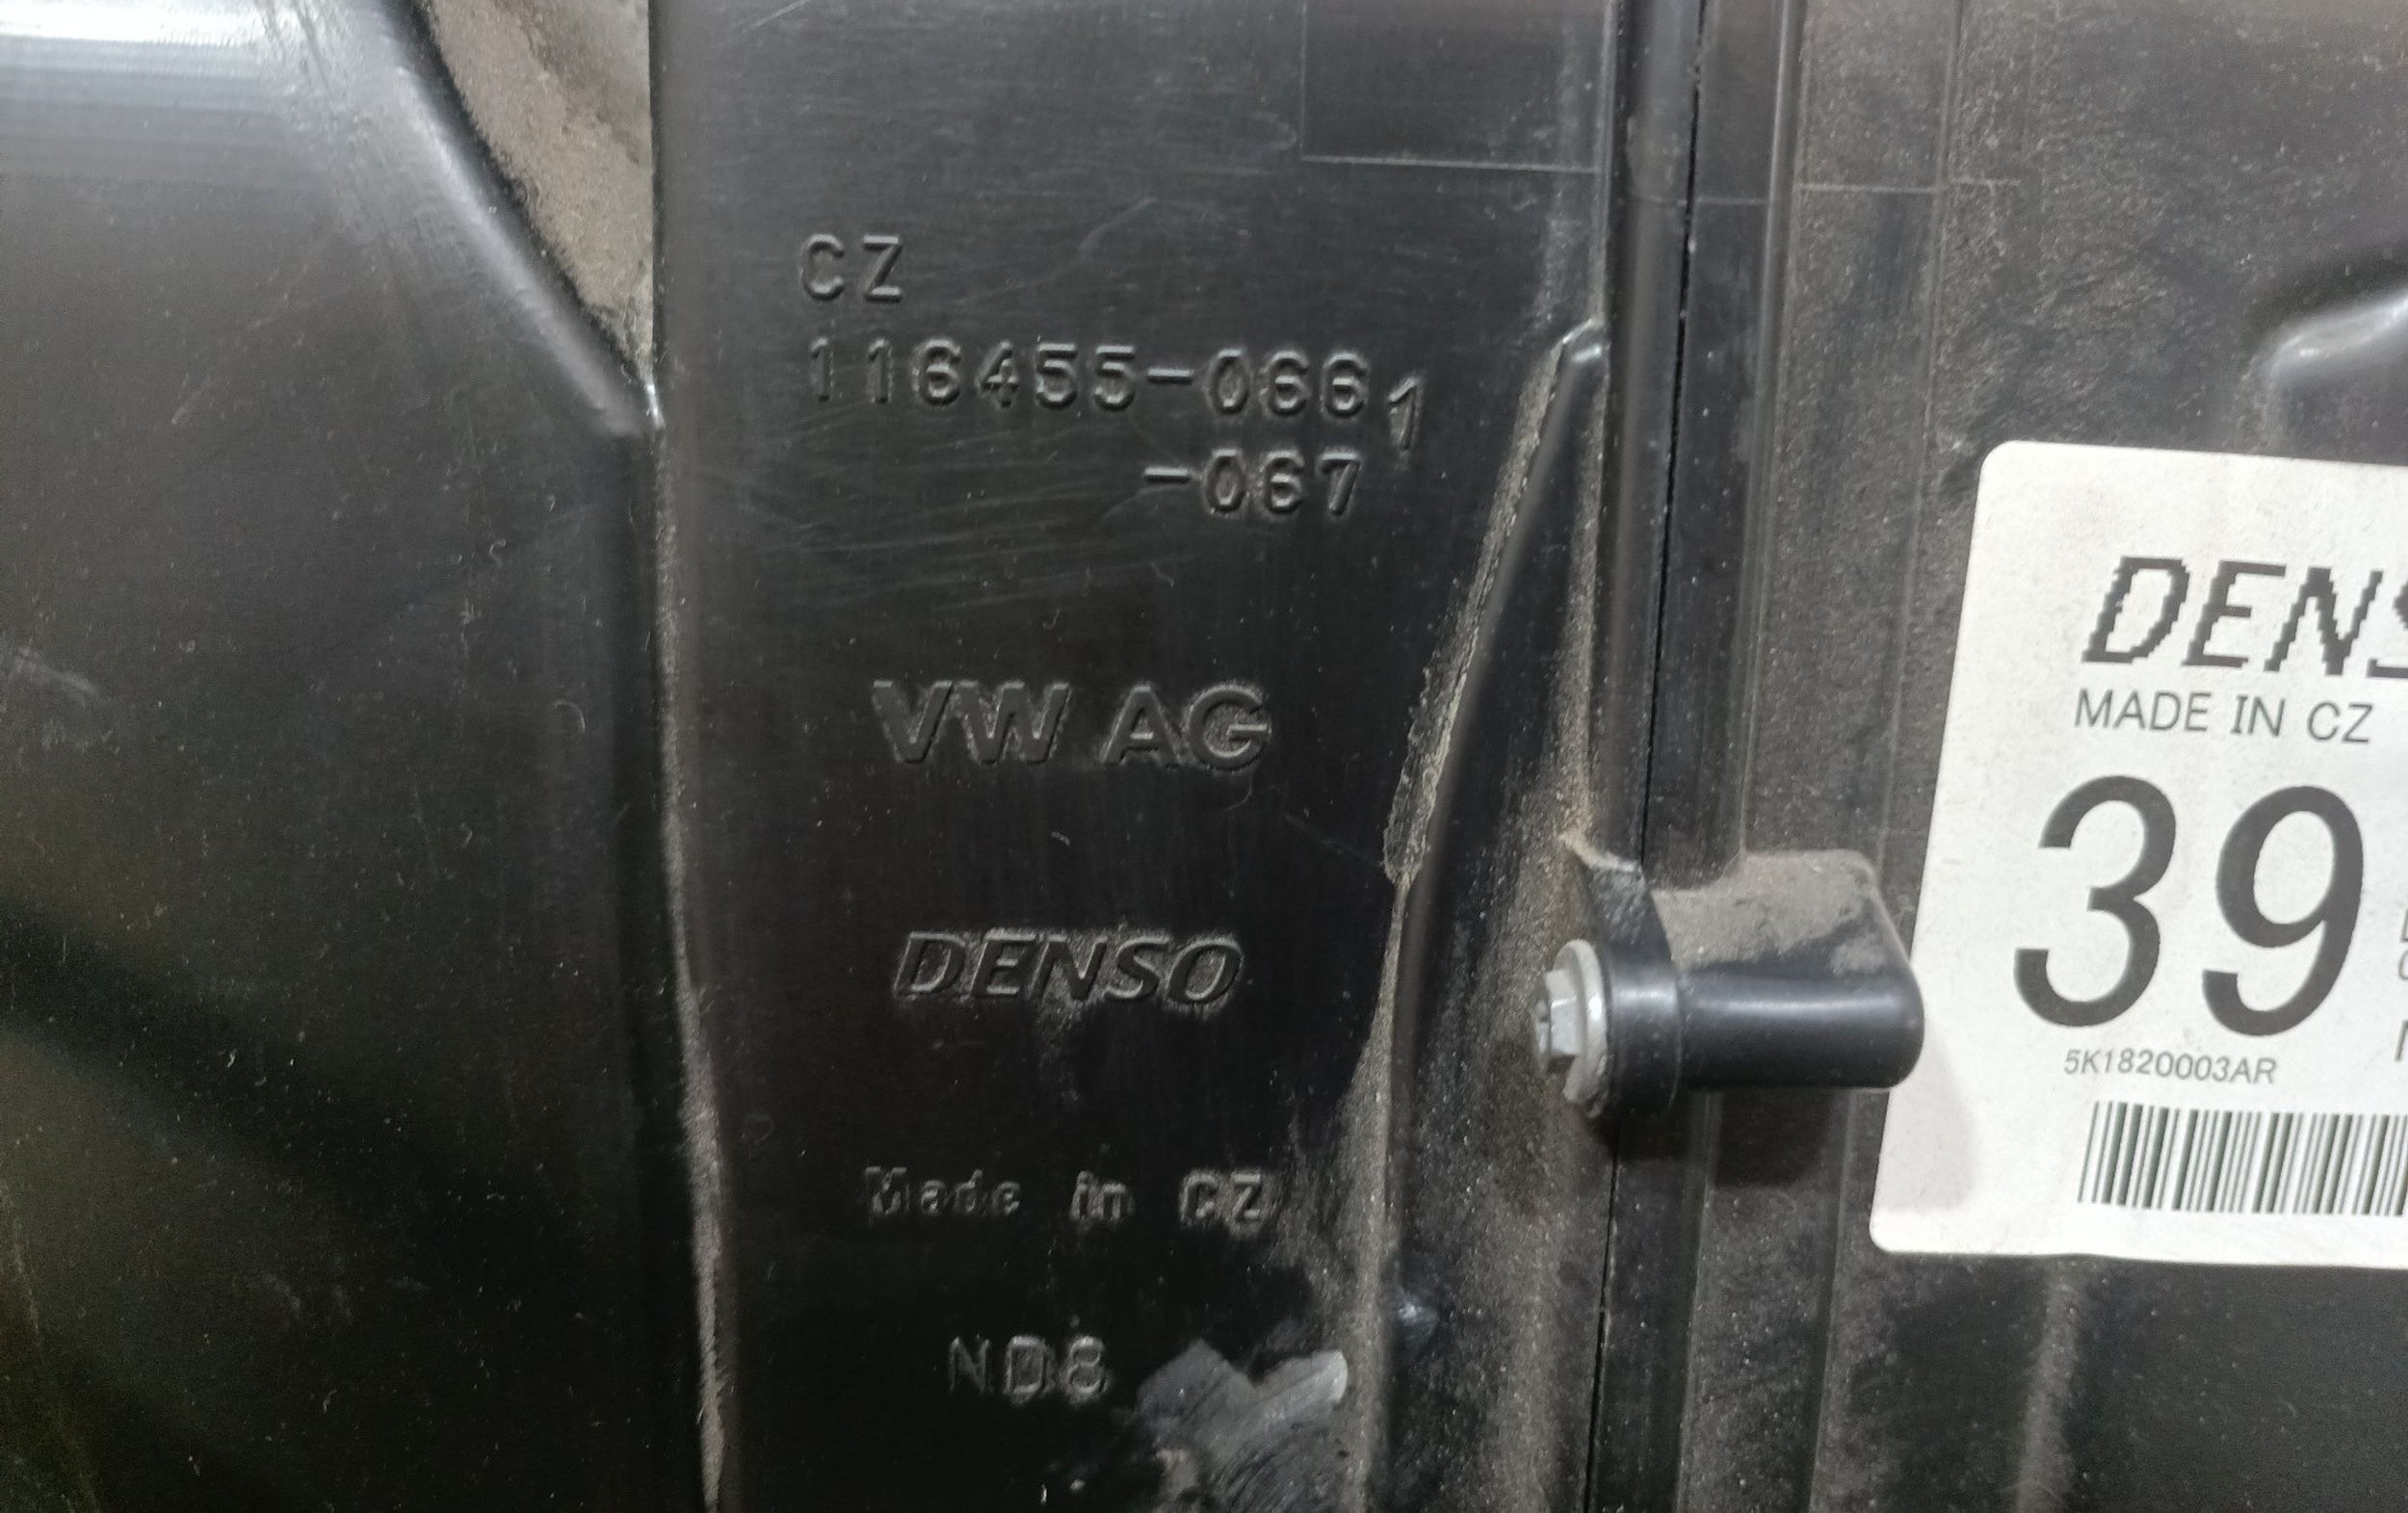 CZ
116455-0661
-067
VW AG
DENSO
Made in CZ
ND8
DENS
MADE IN CZ
39
5K1820003AR